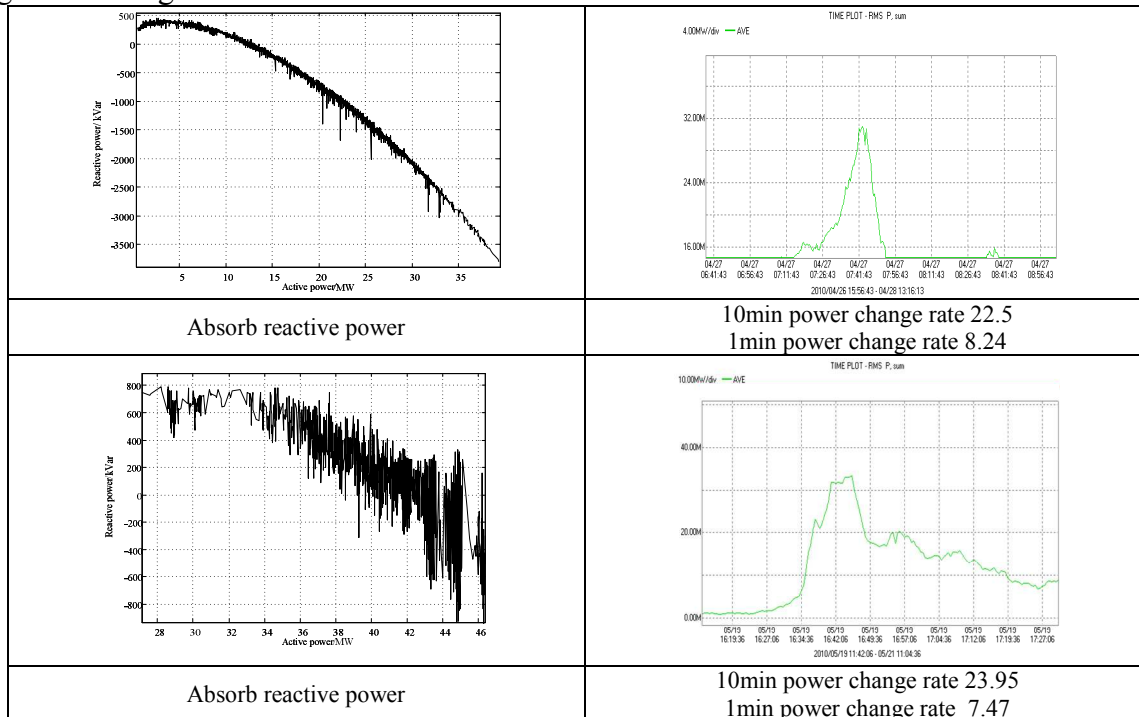 500
0
-500
-1000
-1500
-2000
-2500
-3000
-3500
Reactive power/ kVar
5 10 15 20 25 30 35
Active power/MW
TIME PLOT - RMS P, sum
4.00MW//div AVE
32.00M
24.00M
16.00M
04/27 04/27 04/27 04/27 04/27 04/27 04/27 04/27 04/27 04/27
06:41:43 06:56:43 07:11:43 07:26:43 07:41:43 07:56:43 08:11:43 08:26:43 08:41:43 08:56:43
2010/04/26 15:56:43 - 04/28 13:16:13
Absorb reactive power
10min power change rate 22.5
1min power change rate 8.24
800
600
400
200
0
-200
-400
-600
-800
Reactive power/kVar
28 30 32 34 36 38 40 42 44 46
Active power/MW
TIME PLOT - RMS P, sum
10.00MW//div AVE
40.00M
20.00M
0.00M
05/19 05/19 05/19 05/19 05/19 05/19 05/19 05/19 05/19 05/19
16:19:36 16:27:06 16:34:36 16:42:06 16:49:36 16:57:06 17:04:36 17:12:06 17:19:36 17:27:06
2010/05/19 11:42:06 - 05/21 11:04:36
Absorb reactive power
10min power change rate 23.95
1min power change rate 7.47